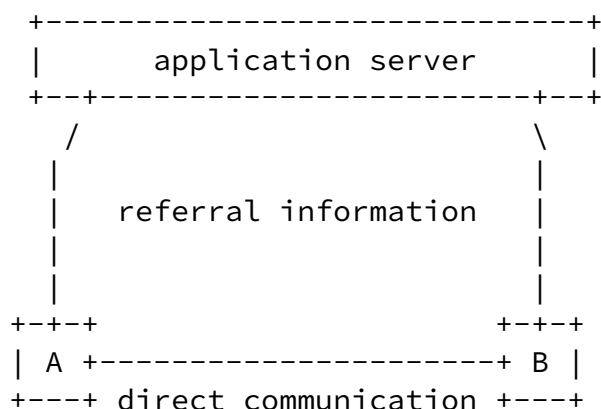 application server
referral information
A B
direct communication